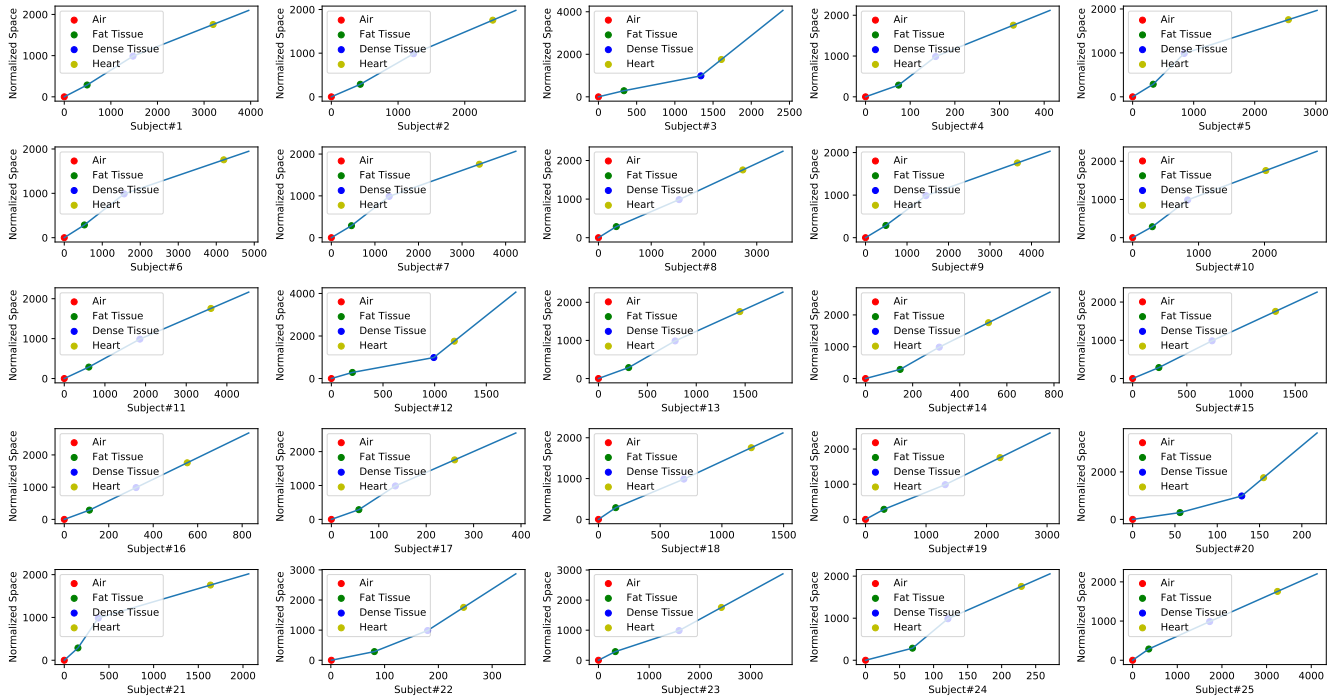 Normalized Space
2000
1000
0
Air
Fat Tissue
Dense Tissue
Heart
0 1000 2000 3000 4000
Subject#1
Normalized Space
2000
1000
0
Air
Fat Tissue
Dense Tissue
Heart
0 1000 2000
Subject#2
Normalized Space
4000
2000
0
Air
Fat Tissue
Dense Tissue
Heart
0 500 1000 1500 2000 2500
Subject#3
Normalized Space
2000
1000
0
Air
Fat Tissue
Dense Tissue
Heart
0 100 200 300 400
Subject#4
Normalized Space
2000
1000
0
Air
Fat Tissue
Dense Tissue
Heart
0 1000 2000 3000
Subject#5
Normalized Space
2000
1000
0
Air
Fat Tissue
Dense Tissue
Heart
0 1000 2000 3000 4000 5000
Subject#6
Normalized Space
2000
1000
0
Air
Fat Tissue
Dense Tissue
Heart
0 1000 2000 3000 4000
Subject#7
Normalized Space
2000
1000
0
Air
Fat Tissue
Dense Tissue
Heart
0 1000 2000 3000
Subject#8
Normalized Space
2000
1000
0
Air
Fat Tissue
Dense Tissue
Heart
0 1000 2000 3000 4000
Subject#9
Normalized Space
2000
1000
0
Air
Fat Tissue
Dense Tissue
Heart
0 1000 2000
Subject#10
Normalized Space
2000
1000
0
Air
Fat Tissue
Dense Tissue
Heart
0 1000 2000 3000 4000
Subject#11
Normalized Space
4000
2000
0
Air
Fat Tissue
Dense Tissue
Heart
0 500 1000 1500
Subject#12
Normalized Space
2000
1000
0
Air
Fat Tissue
Dense Tissue
Heart
0 500 1000 1500
Subject#13
Normalized Space
2000
1000
0
Air
Fat Tissue
Dense Tissue
Heart
0 200 400 600 800
Subject#14
Normalized Space
2000
1000
0
Air
Fat Tissue
Dense Tissue
Heart
0 500 1000 1500
Subject#15
Normalized Space
2000
1000
0
Air
Fat Tissue
Dense Tissue
Heart
0 200 400 600 800
Subject#16
Normalized Space
2000
1000
0
Air
Fat Tissue
Dense Tissue
Heart
0 100 200 300 400
Subject#17
Normalized Space
2000
1000
0
Air
Fat Tissue
Dense Tissue
Heart
0 500 1000 1500
Subject#18
Normalized Space
2000
1000
0
Air
Fat Tissue
Dense Tissue
Heart
0 1000 2000 3000
Subject#19
Normalized Space
2000
0
Air
Fat Tissue
Dense Tissue
Heart
0 50 100 150 200
Subject#20
Normalized Space
2000
1000
0
Air
Fat Tissue
Dense Tissue
Heart
0 500 1000 1500 2000
Subject#21
Normalized Space
3000
2000
1000
0
Air
Fat Tissue
Dense Tissue
Heart
0 100 200 300
Subject#22
Normalized Space
3000
2000
1000
0
Air
Fat Tissue
Dense Tissue
Heart
0 1000 2000 3000
Subject#23
Normalized Space
2000
1000
0
Air
Fat Tissue
Dense Tissue
Heart
0 50 100 150 200 250
Subject#24
Normalized Space
2000
1000
0
Air
Fat Tissue
Dense Tissue
Heart
0 1000 2000 3000 4000
Subject#25